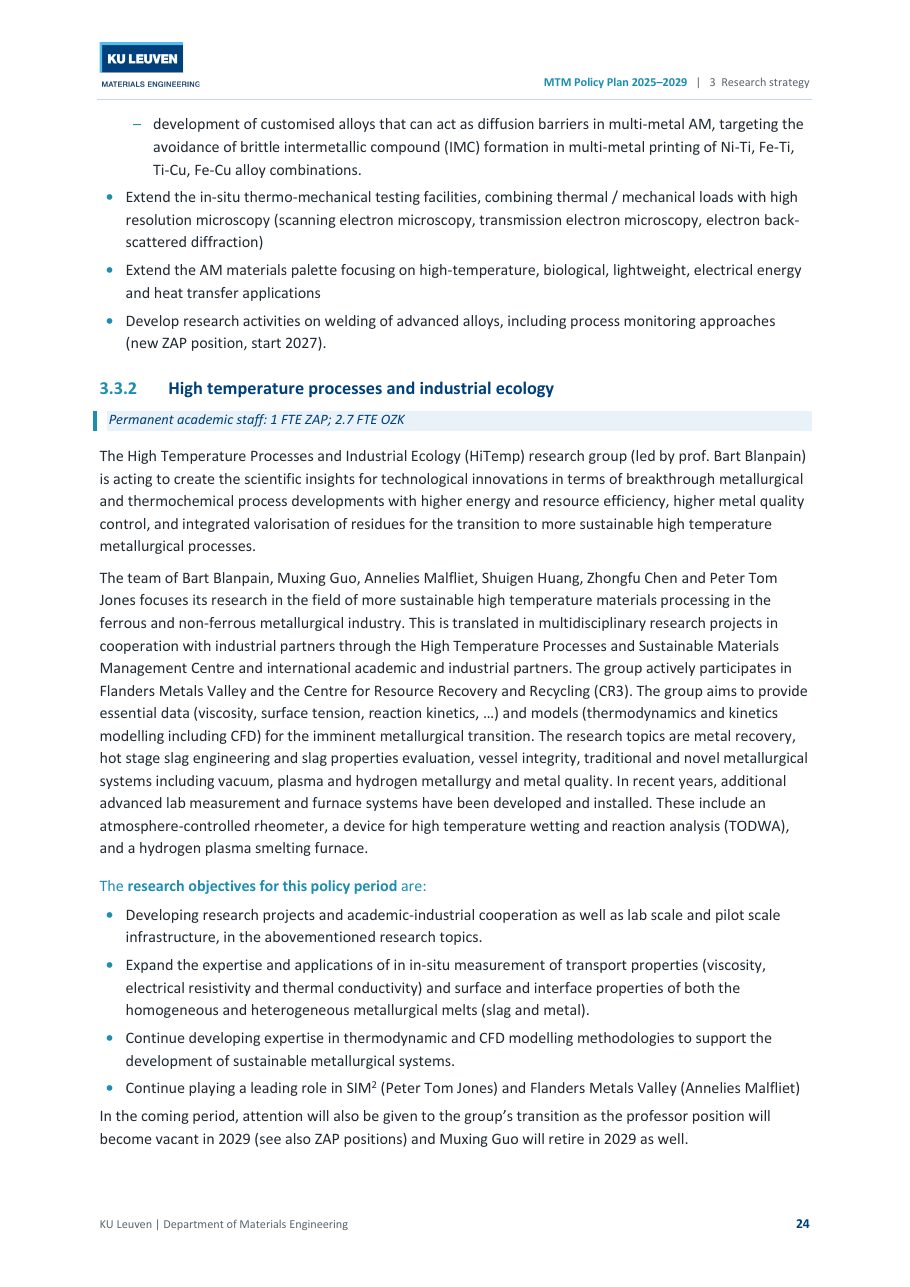 KU LEUVEN
MATERIALS ENGINEERING
MTM Policy Plan 2025–2029 | 3 Research strategy
– development of customised alloys that can act as diffusion barriers in multi-metal AM, targeting the
avoidance of brittle intermetallic compound (IMC) formation in multi-metal printing of Ni-Ti, Fe-Ti,
Ti-Cu, Fe-Cu alloy combinations.
• Extend the in-situ thermo-mechanical testing facilities, combining thermal / mechanical loads with high
resolution microscopy (scanning electron microscopy, transmission electron microscopy, electron back-
scattered diffraction)
• Extend the AM materials palette focusing on high-temperature, biological, lightweight, electrical energy
and heat transfer applications
• Develop research activities on welding of advanced alloys, including process monitoring approaches
(new ZAP position, start 2027).
3.3.2 High temperature processes and industrial ecology
Permanent academic staff: 1 FTE ZAP; 2.7 FTE OZK
The High Temperature Processes and Industrial Ecology (HiTemp) research group (led by prof. Bart Blanpain)
is acting to create the scientific insights for technological innovations in terms of breakthrough metallurgical
and thermochemical process developments with higher energy and resource efficiency, higher metal quality
control, and integrated valorisation of residues for the transition to more sustainable high temperature
metallurgical processes.
The team of Bart Blanpain, Muxing Guo, Annelies Malfliet, Shuigen Huang, Zhongfu Chen and Peter Tom
Jones focuses its research in the field of more sustainable high temperature materials processing in the
ferrous and non-ferrous metallurgical industry. This is translated in multidisciplinary research projects in
cooperation with industrial partners through the High Temperature Processes and Sustainable Materials
Management Centre and international academic and industrial partners. The group actively participates in
Flanders Metals Valley and the Centre for Resource Recovery and Recycling (CR3). The group aims to provide
essential data (viscosity, surface tension, reaction kinetics, …) and models (thermodynamics and kinetics
modelling including CFD) for the imminent metallurgical transition. The research topics are metal recovery,
hot stage slag engineering and slag properties evaluation, vessel integrity, traditional and novel metallurgical
systems including vacuum, plasma and hydrogen metallurgy and metal quality. In recent years, additional
advanced lab measurement and furnace systems have been developed and installed. These include an
atmosphere-controlled rheometer, a device for high temperature wetting and reaction analysis (TODWA),
and a hydrogen plasma smelting furnace.
The research objectives for this policy period are:
• Developing research projects and academic-industrial cooperation as well as lab scale and pilot scale
infrastructure, in the abovementioned research topics.
• Expand the expertise and applications of in in-situ measurement of transport properties (viscosity,
electrical resistivity and thermal conductivity) and surface and interface properties of both the
homogeneous and heterogeneous metallurgical melts (slag and metal).
• Continue developing expertise in thermodynamic and CFD modelling methodologies to support the
development of sustainable metallurgical systems.
• Continue playing a leading role in SIM² (Peter Tom Jones) and Flanders Metals Valley (Annelies Malfliet)
In the coming period, attention will also be given to the group’s transition as the professor position will
become vacant in 2029 (see also ZAP positions) and Muxing Guo will retire in 2029 as well.
KU Leuven | Department of Materials Engineering
24